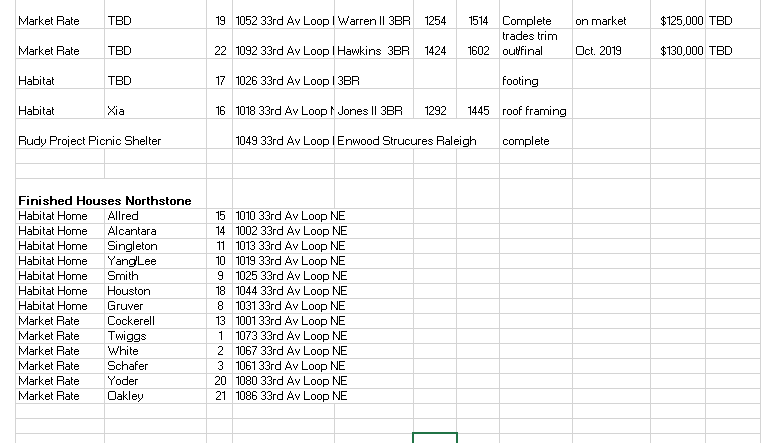 Market Rate TBD 19 1052 33rd Av Loop Warren II 3BR 1254 1514 Complete on market $125,000 TBD
Market Rate TBD 22 1092 33rd Av Loop Hawkins 3BR 1424 1602 trades trim out/final Oct. 2019 $130,000 TBD
Habitat TBD 17 1026 33rd Av Loop 3BR footing
Habitat Xia 16 1018 33rd Av Loop Jones II 3BR 1292 1445 roof framing
Rudy Project Picnic Shelter 1049 33rd Av Loop Enwood Strucures Raleigh complete
Finished Houses Northstone
Habitat Home Allred 15 1010 33rd Av Loop NE
Habitat Home Alcantara 14 1002 33rd Av Loop NE
Habitat Home Singleton 11 1013 33rd Av Loop NE
Habitat Home Yang/Lee 10 1019 33rd Av Loop NE
Habitat Home Smith 9 1025 33rd Av Loop NE
Habitat Home Houston 18 1044 33rd Av Loop NE
Habitat Home Gruver 8 1031 33rd Av Loop NE
Market Rate Cockerell 13 1001 33rd Av Loop NE
Market Rate Twiggs 1 1073 33rd Av Loop NE
Market Rate White 2 1067 33rd Av Loop NE
Market Rate Schafer 3 1061 33rd Av Loop NE
Market Rate Yoder 20 1080 33rd Av Loop NE
Market Rate Oakley 21 1086 33rd Av Loop NE